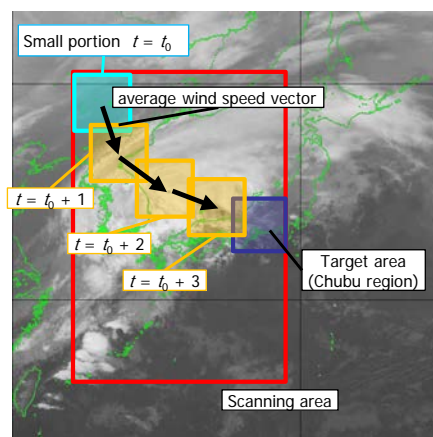 Small portion t = t0
average wind speed vector
t = t0 + 1
t = t0 + 2
t = t0 + 3
Target area
(Chubu region)
Scanning area